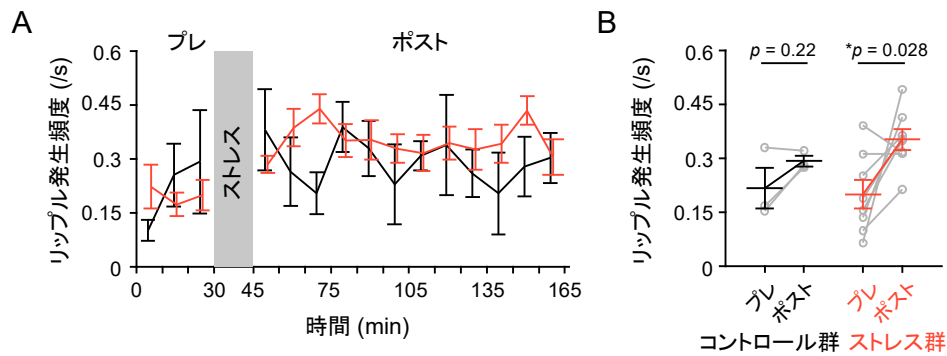 A
プレ
ポスト
リップル発生頻度 (/s)
0.6
0.45
0.3
0.15
0
ストレス
0
30
45
75
105
135
165
時間 (min)
B
p = 0.22
*p = 0.028
リップル発生頻度 (/s)
0.6
0.45
0.3
0.15
0
プレ
ポスト
プレ
ポスト
コントロール群
ストレス群